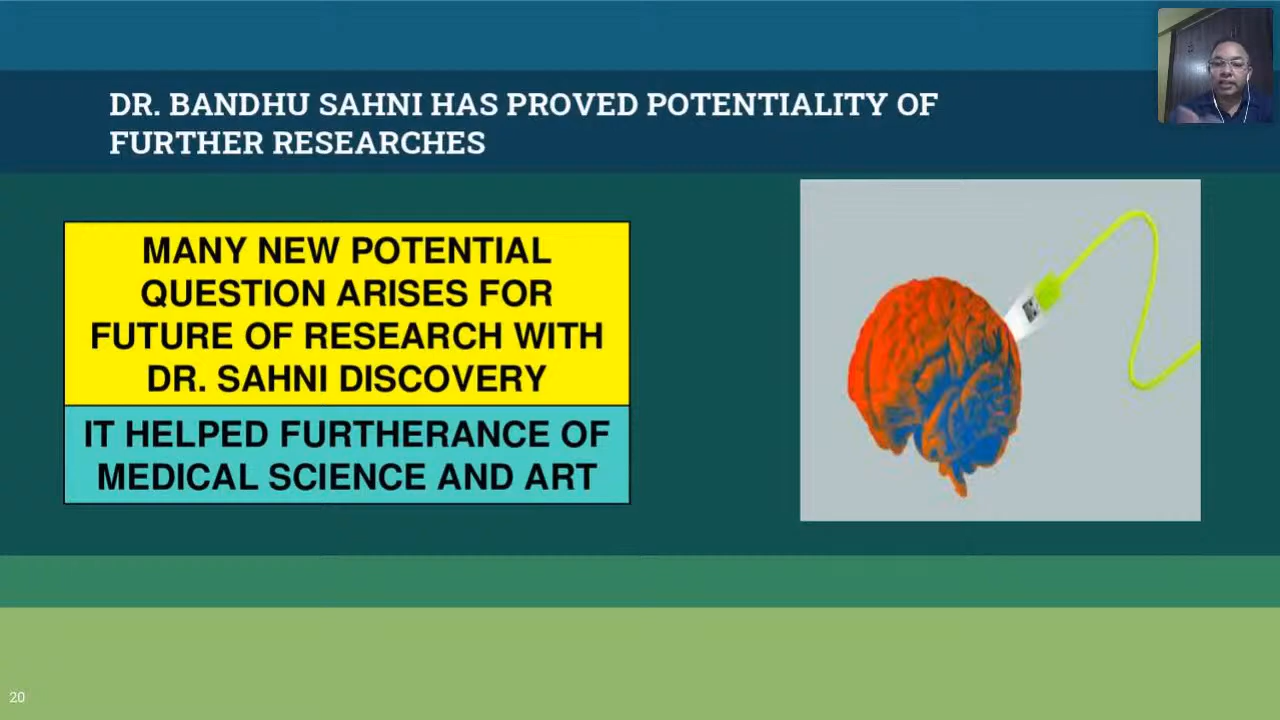 DR. BANDHU SAHNI HAS PROVED POTENTIALITY OF
FURTHER RESEARCHES
MANY NEW POTENTIAL
QUESTION ARISES FOR
FUTURE OF RESEARCH WITH
DR. SAHNI DISCOVERY
IT HELPED FURTHERANCE OF
MEDICAL SCIENCE AND ART
20